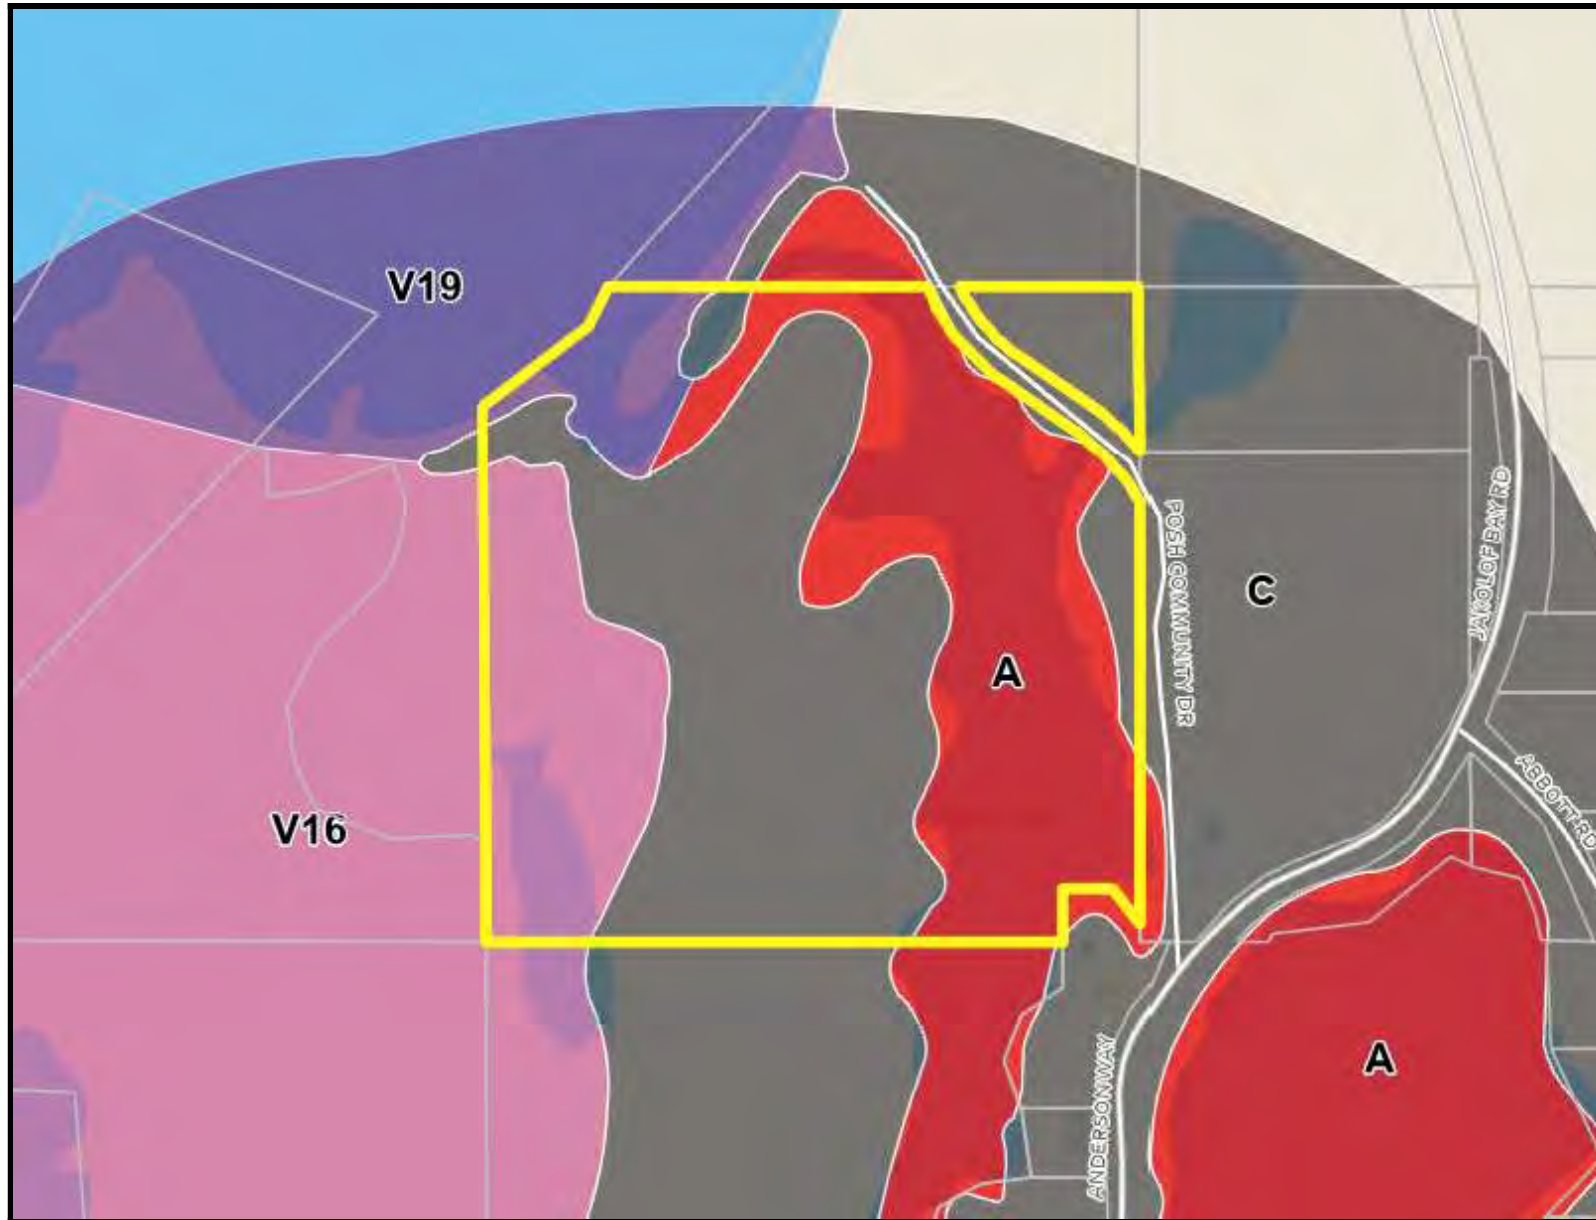 V19
POSH COMMUNITY DR
JAKOLOF BAY RD
C
A
ABBOTT RD
V16
ANDERSON WAY
A